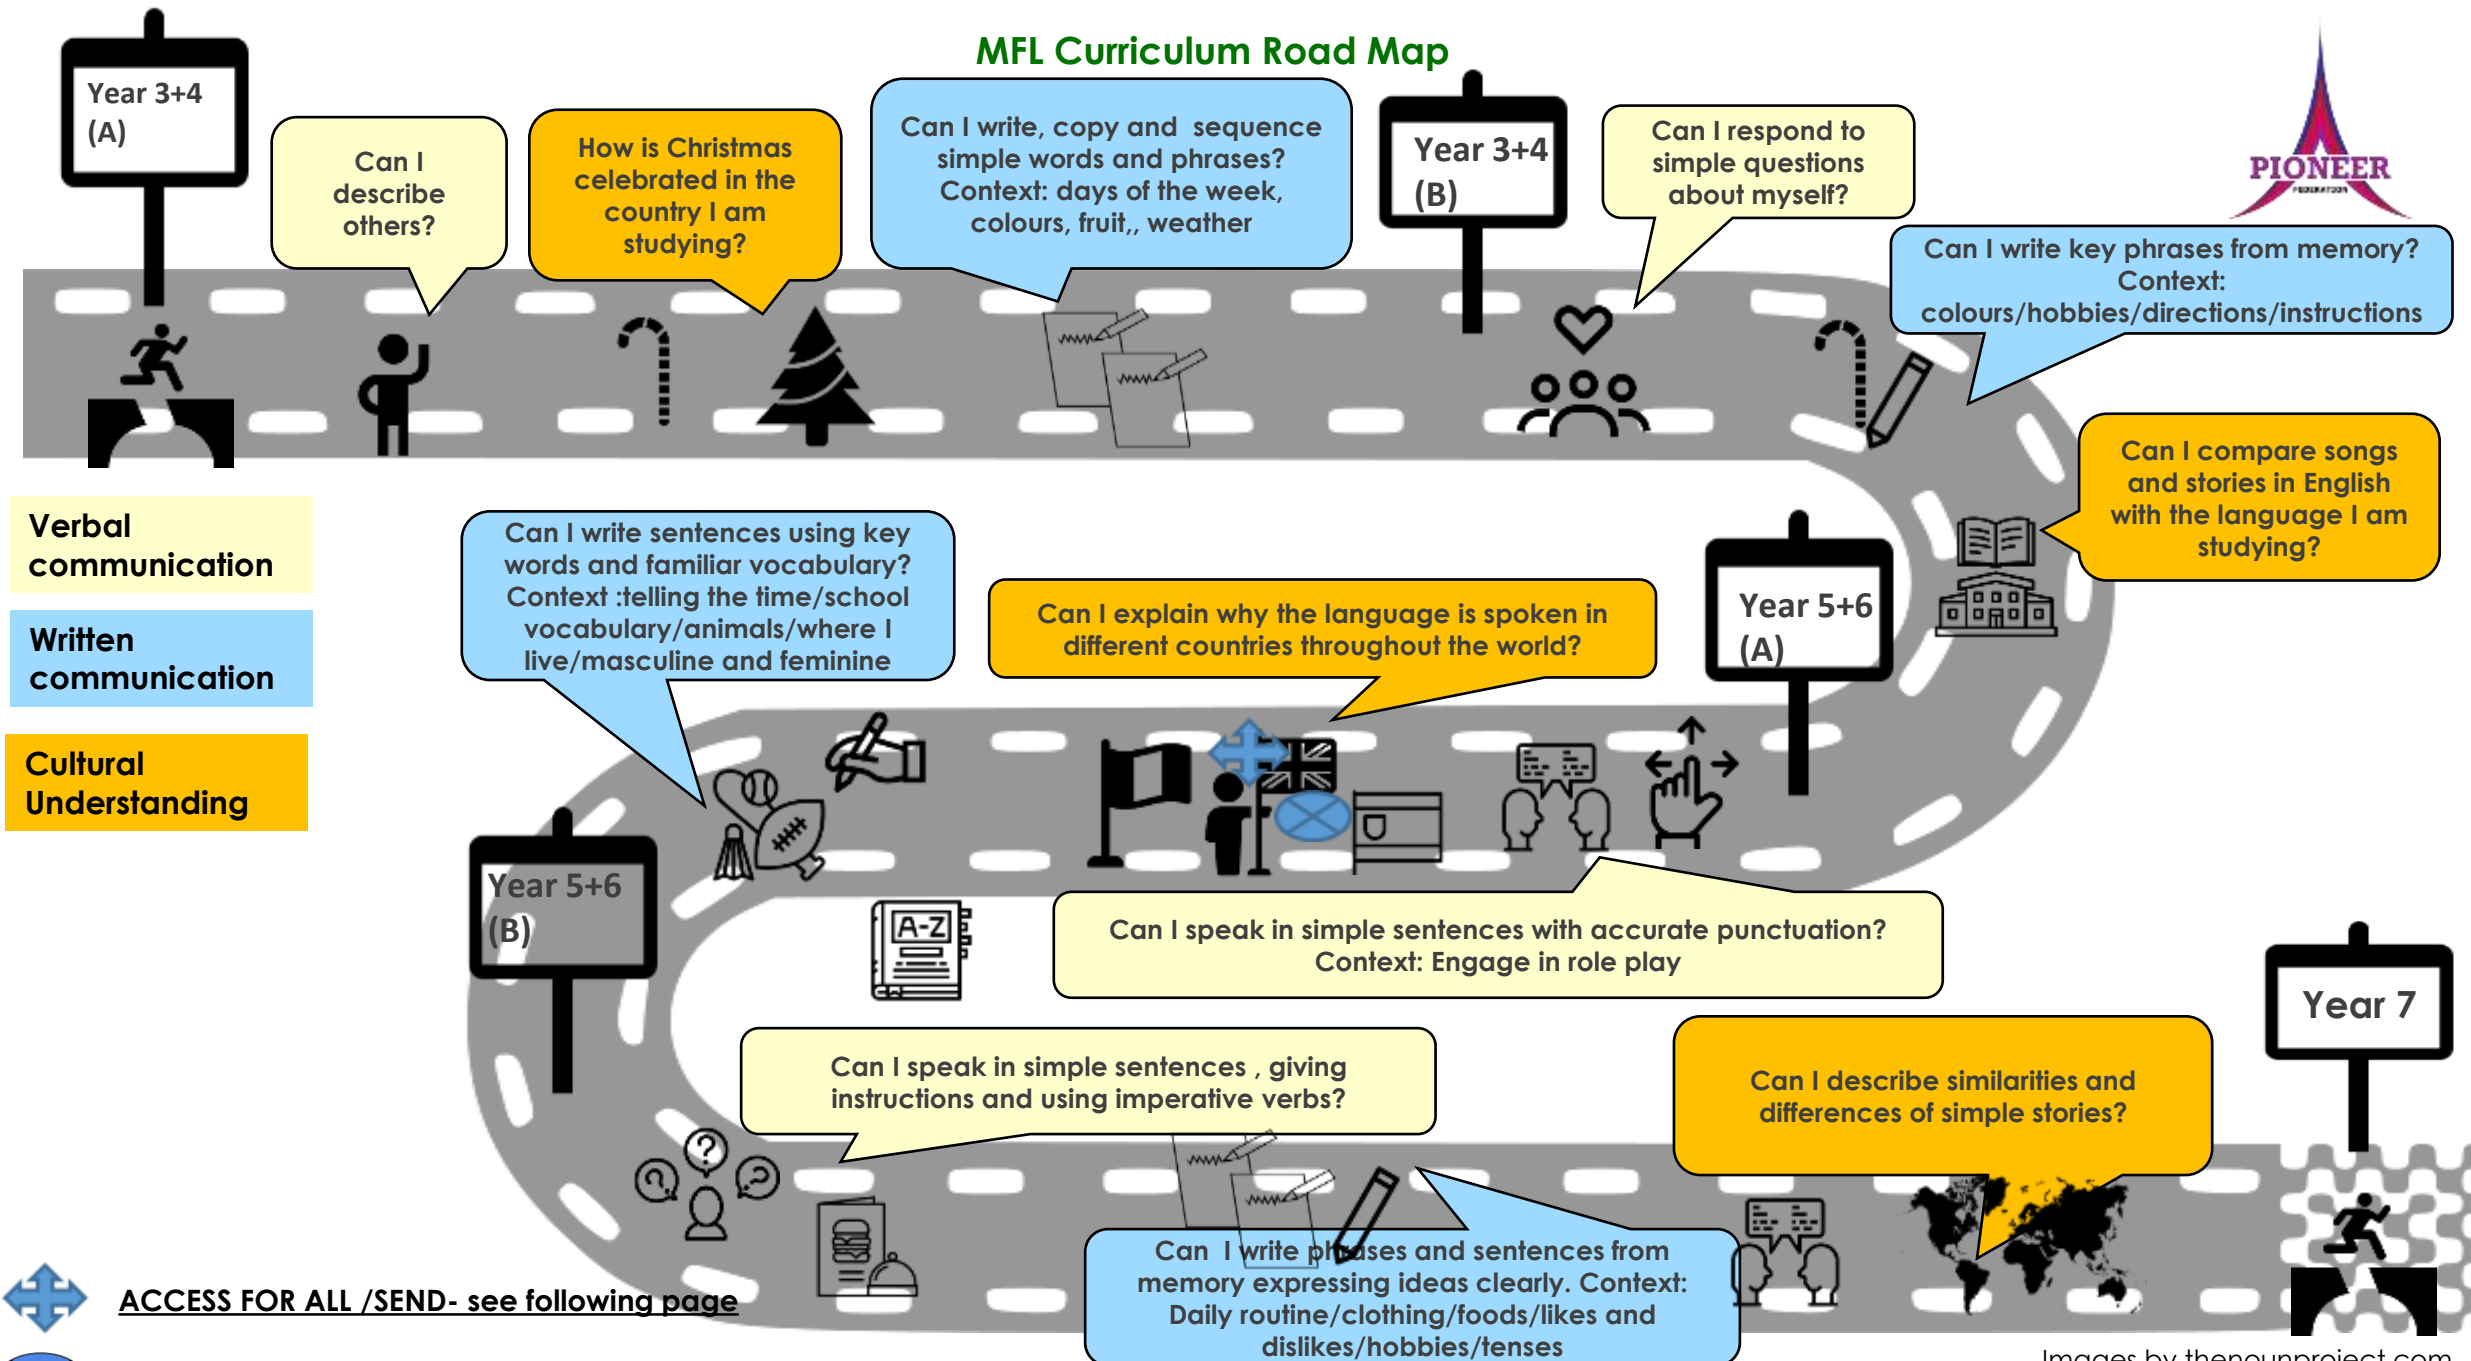 MFL Curriculum Road Map
Year 3+4
(A)
Can I
describe
others?
How is Christmas
celebrated in the
country I am
studying?
Can I write, copy and  sequence
simple words and phrases?
Context: days of the week,
colours, fruit,, weather
Year 3+4
(B)
Can I respond to
simple questions
about myself?
PIONEER
FEDERATION
Can I write key phrases from memory?
Context:
colours/hobbies/directions/instructions
Can I compare songs
and stories in English
with the language I am
studying?
Verbal
communication
Written
communication
Cultural
Understanding
Year 5+6
(A)
Can I explain why the language is spoken in
different countries throughout the world?
Can I speak in simple sentences with accurate punctuation?
Context: Engage in role play
Can I write sentences using key
words and familiar vocabulary?
Context :telling the time/school
vocabulary/animals/where I
live/masculine and feminine
Year 5+6
(B)
A-Z
Can I speak in simple sentences , giving
instructions and using imperative verbs?
Can  I write phrases and sentences from
memory expressing ideas clearly. Context:
Daily routine/clothing/foods/likes and
dislikes/hobbies/tenses
Can I describe similarities and
differences of simple stories?
Year 7
ACCESS FOR ALL /SEND- see following page
Images by thenounproject.com